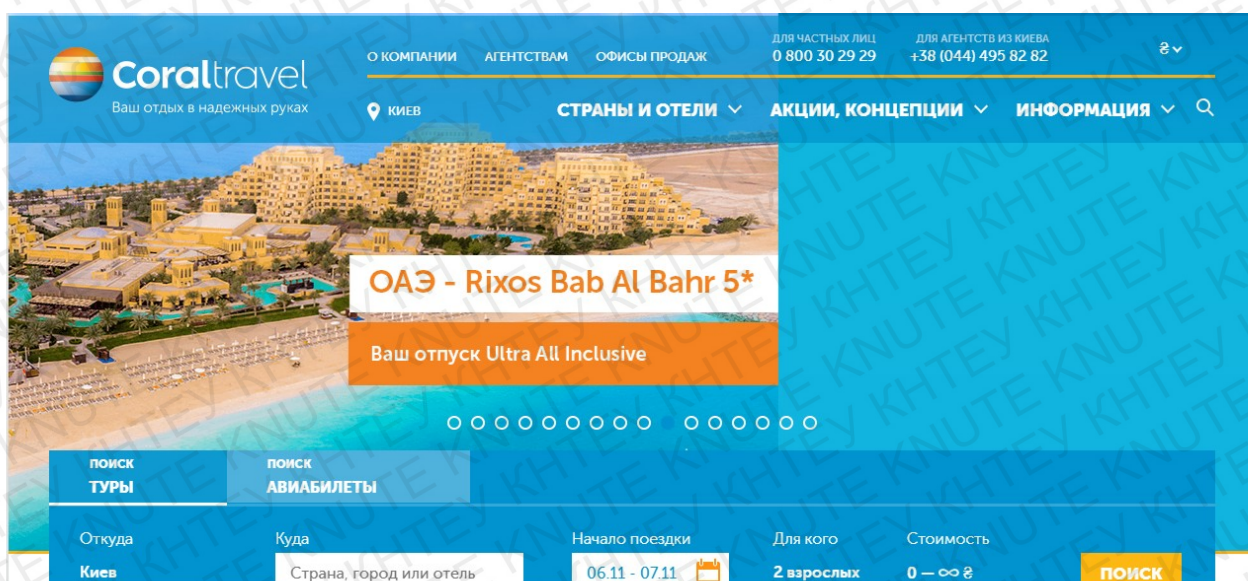 Coraltravel
Ваш отдых в надежных руках
О КОМПАНИИ АГЕНТСТВАМ ОФИСЫ ПРОДАЖ
ДЛЯ ЧАСТНЫХ ЛИЦ ДЛЯ АГЕНТСТВ ИЗ КИЕВА
0 800 30 29 29 +38 (044) 495 82 82 ₴
КИЕВ СТРАНЫ И ОТЕЛИ АКЦИИ, КОНЦЕПЦИИ ИНФОРМАЦИЯ
ОАЭ - Rixos Bab Al Bahr 5*
Ваш отпуск Ultra All Inclusive
ПОИСК
ТУРЫ
ПОИСК
АВИАБИЛЕТЫ
Откуда Куда Начало поездки Для кого Стоимость
Киев Страна, город или отель 06.11 - 07.11 2 взрослых 0 — ∞ ₴ ПОИСК
KHTEY KNUTE